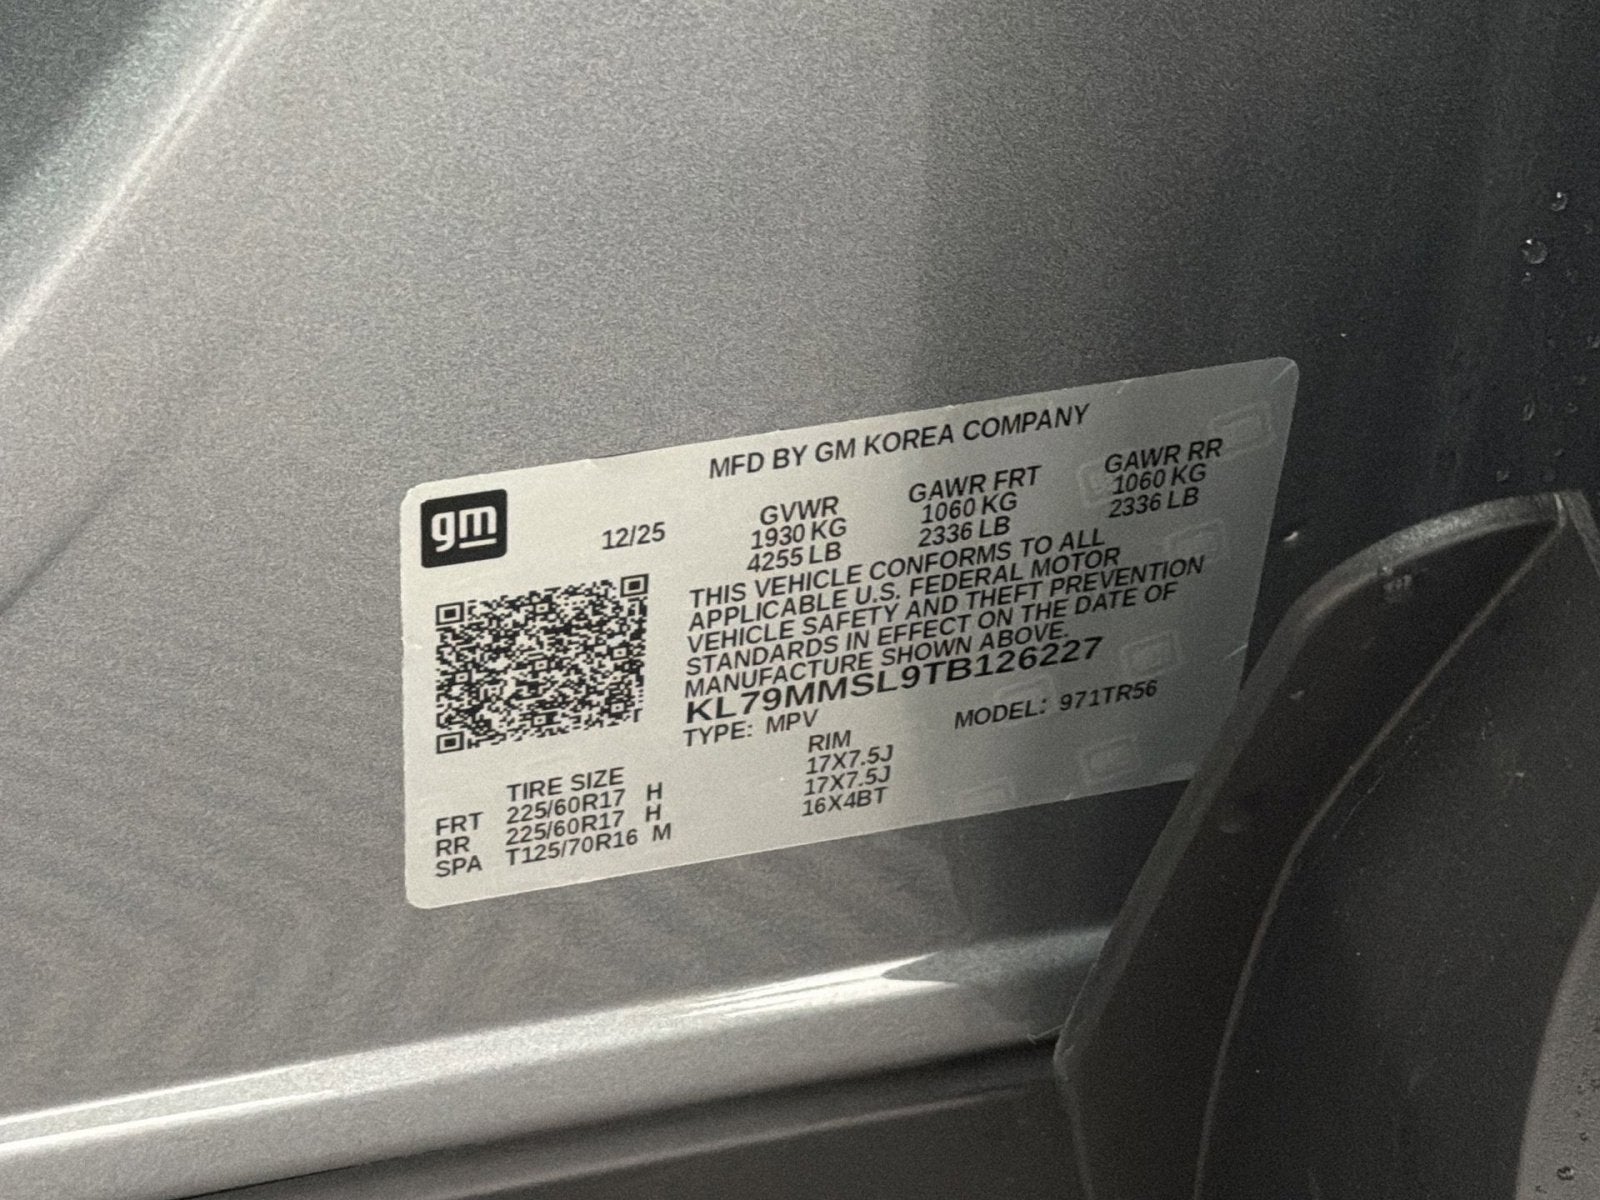 MFD BY GM KOREA COMPANY
gm
12/25
GVWR GAWR FRT GAWR RR
1930 KG 1060 KG 1060 KG
4255 LB 2336 LB 2336 LB
THIS VEHICLE CONFORMS TO ALL
APPLICABLE U.S. FEDERAL MOTOR
VEHICLE SAFETY AND THEFT PREVENTION
STANDARDS IN EFFECT ON THE DATE OF
MANUFACTURE SHOWN ABOVE.
KL79MMSL9TB126227
TYPE: MPV MODEL: 971TR56
TIRE SIZE RIM
FRT 225/60R17 H 17X7.5J
RR 225/60R17 H 17X7.5J
SPA T125/70R16 M 16X4BT